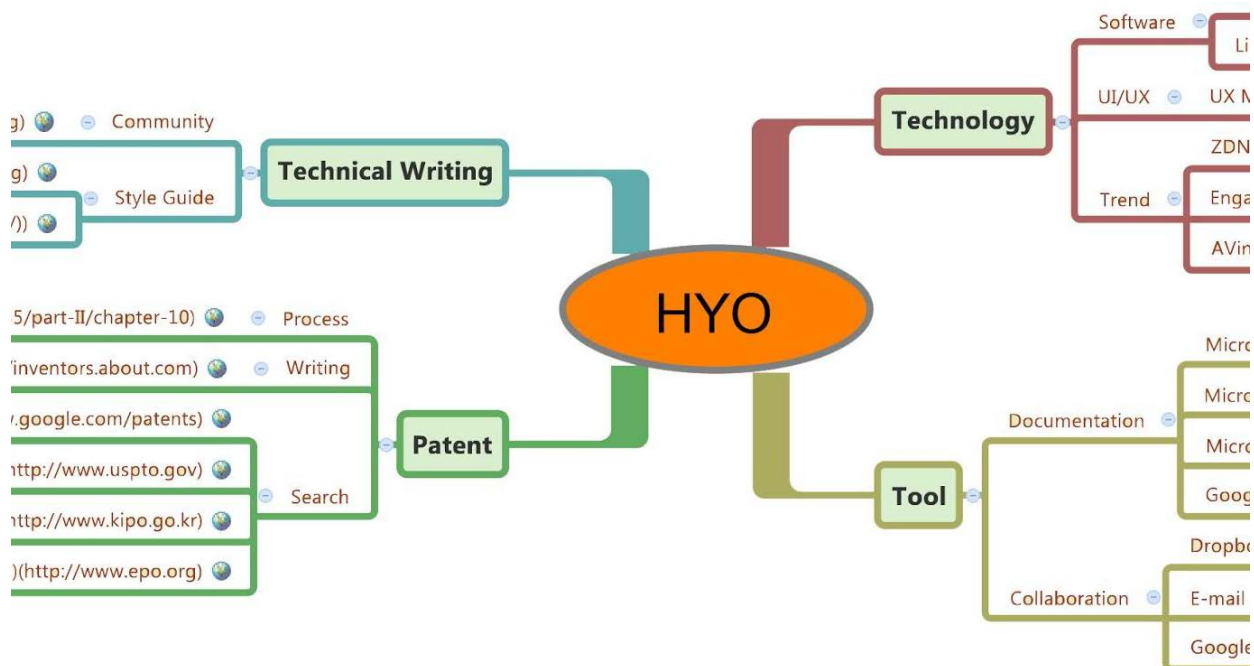 HYO
Technical Writing
Community
g)
Style Guide
g)
/))
Patent
Process
5/part-II/chapter-10)
Writing
/inventors.about.com)
Search
.google.com/patents)
http://www.uspto.gov)
http://www.kipo.go.kr)
)(http://www.epo.org)
Technology
Software
Li
UI/UX
UX M
Trend
ZDN
Enga
AVin
Tool
Documentation
Micro
Micro
Micro
Goog
Collaboration
Dropbo
E-mail
Google